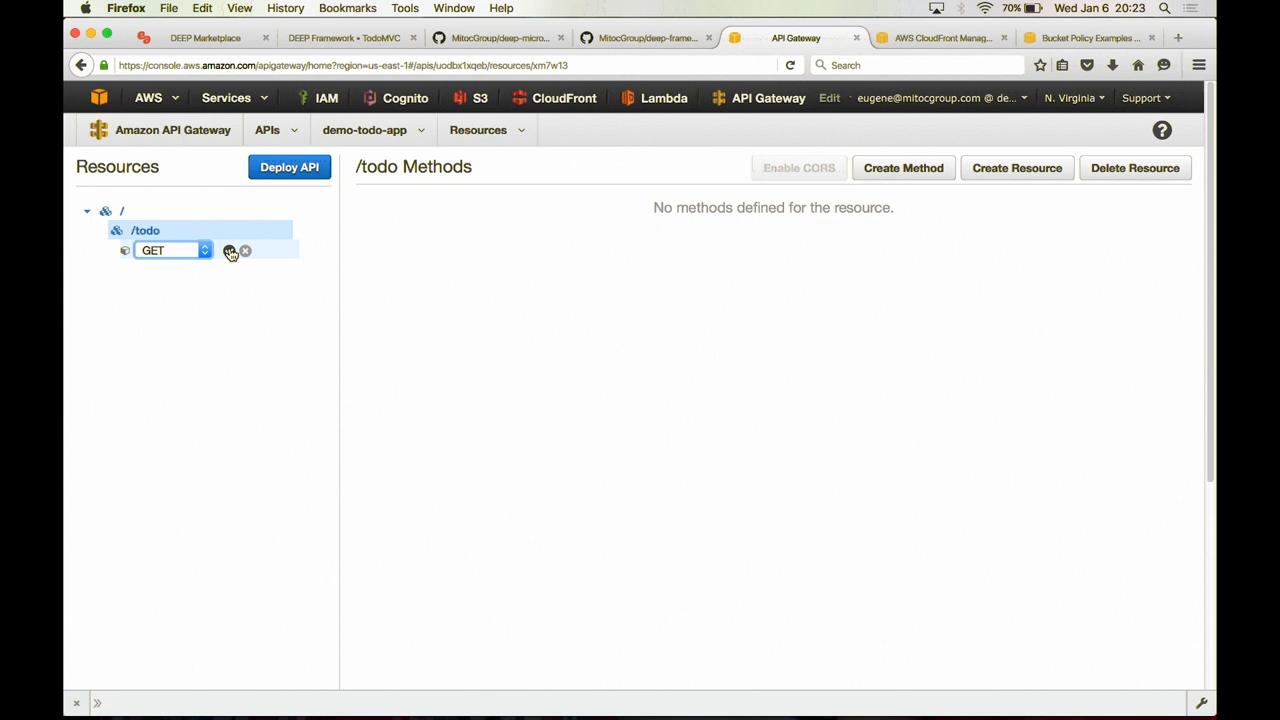 Firefox File Edit View History Bookmarks Tools Window Help 70% Wed Jan 6 20:23
DEEP Marketplace × DEEP Framework • TodoMVC × MitocGroup/deep-micro... × MitocGroup/deep-frame... × API Gateway × AWS CloudFront Manag... × Bucket Policy Examples ... × +
https://console.aws.amazon.com/apigateway/home?region=us-east-1#/apis/uodbx1xqeb/resources/xm7w13 Search
AWS Services IAM Cognito S3 CloudFront Lambda API Gateway Edit eugene@mitocgroup.com @ de... N. Virginia Support
Amazon API Gateway APIs demo-todo-app Resources ?
Resources Deploy API /todo Methods Enable CORS Create Method Create Resource Delete Resource
/ No methods defined for the resource.
/todo
GET